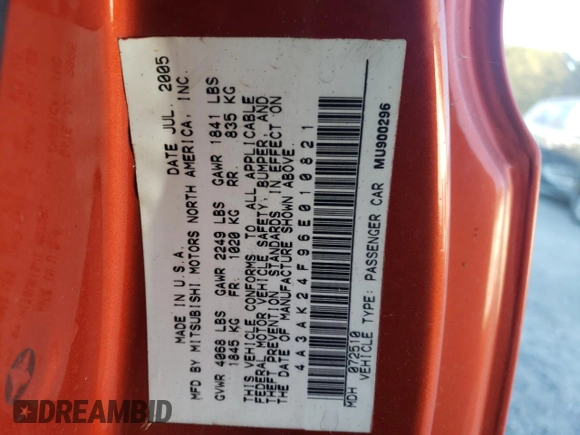 MADE IN U.S.A. DATE JUL. 2005
MFD BY MITSUBISHI MOTORS NORTH AMERICA, INC.
GVWR 4068 LBS GAWR 2249 LBS GAWR 1841 LBS
1845 KG FR. 1020 KG RR. 835 KG
THIS VEHICLE CONFORMS TO ALL APPLICABLE
FEDERAL MOTOR VEHICLE SAFETY, BUMPER, AND
THEFT PREVENTION STANDARDS IN EFFECT ON
THE DATE OF MANUFACTURE SHOWN ABOVE.
4A3AK24F96E010821
MDH 072510
VEHICLE TYPE: PASSENGER CAR MU900296
DREAMBID